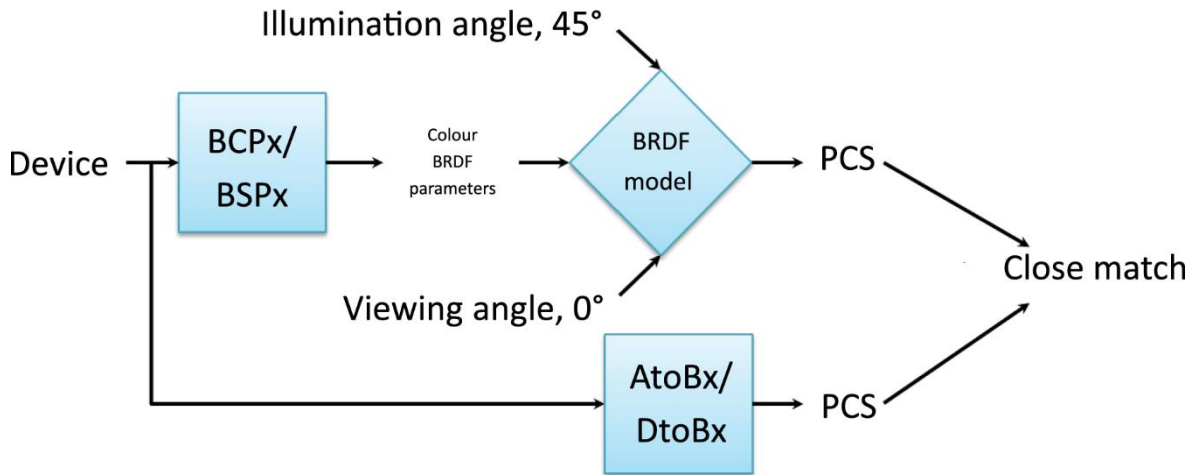 Illumination angle, 45°
Device
BCPx/
BSPx
Colour
BRDF
parameters
BRDF
model
PCS
Close match
Viewing angle, 0°
AtoBx/
DtoBx
PCS